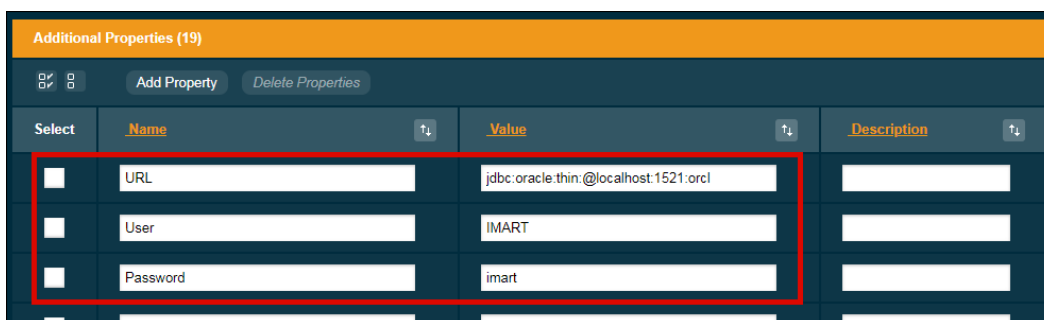 Additional Properties (19)
Add Property Delete Properties
Select Name Value Description
URL jdbc:oracle:thin:@localhost:1521:orcl
User IMART
Password imart